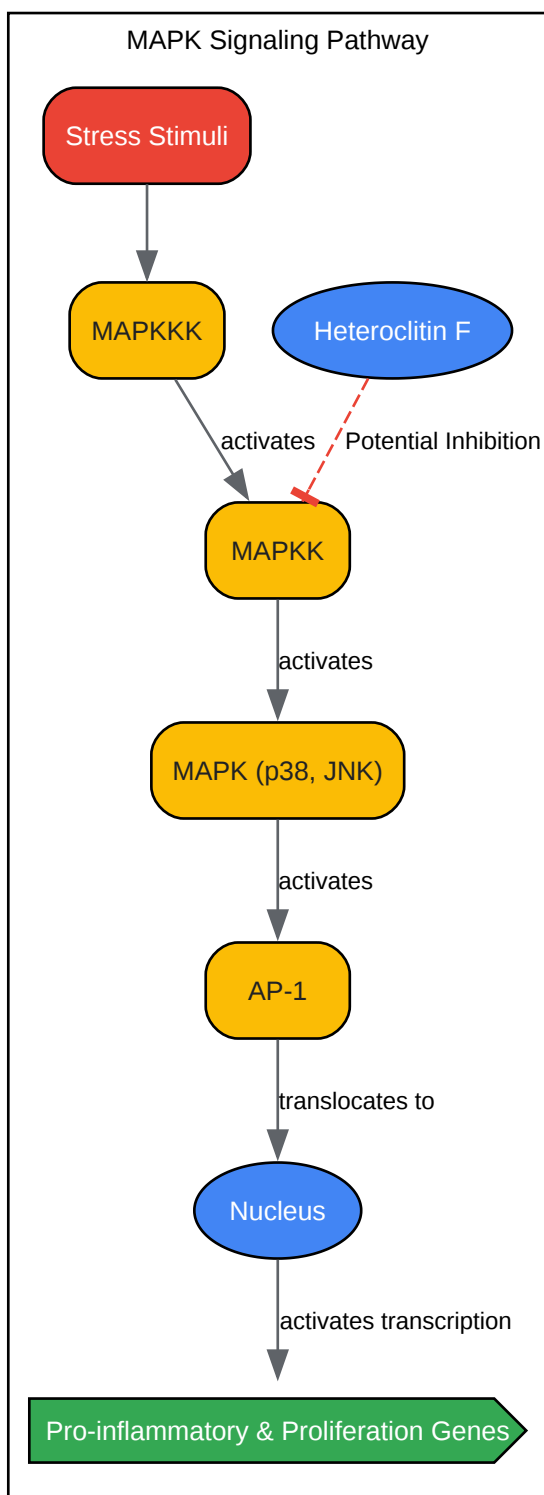 MAPK Signaling Pathway
Stress Stimuli
MAPKKK
Heteroclitin F
activates
Potential Inhibition
MAPKK
activates
MAPK (p38, JNK)
activates
AP-1
translocates to
Nucleus
activates transcription
Pro-inflammatory & Proliferation Genes